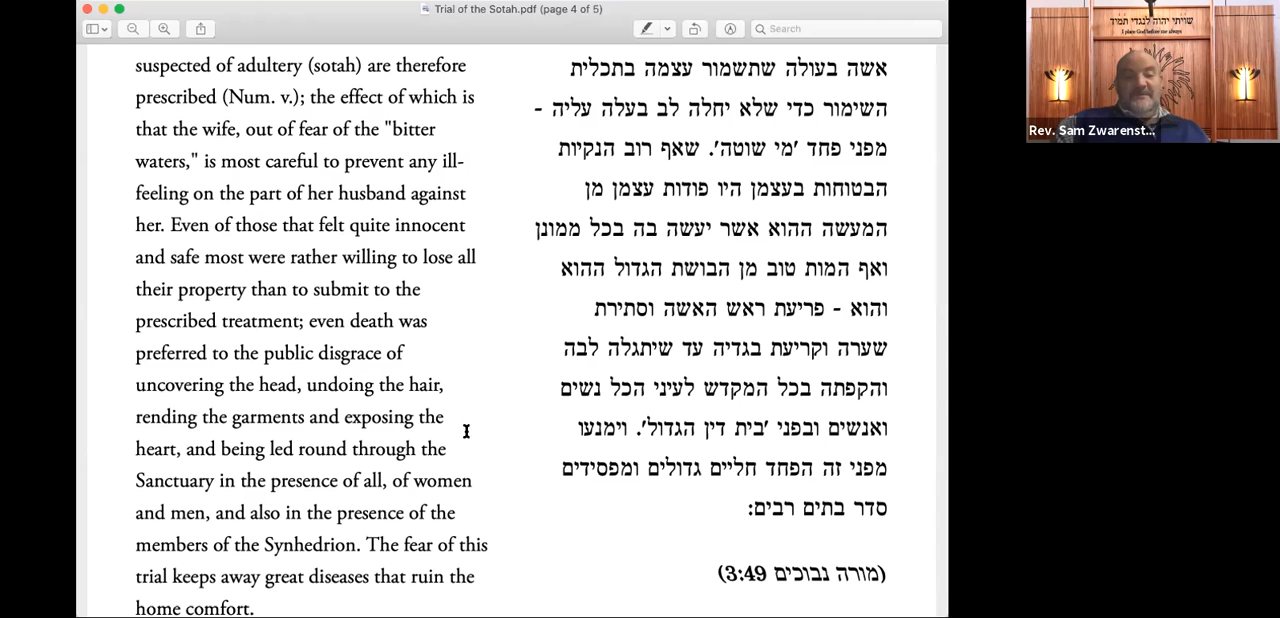 Trial of the Sotah.pdf (page 4 of 5)
Search
suspected of adultery (sotah) are therefore
prescribed (Num. v.); the effect of which is
that the wife, out of fear of the "bitter
waters," is most careful to prevent any ill-
feeling on the part of her husband against
her. Even of those that felt quite innocent
and safe most were rather willing to lose all
their property than to submit to the
prescribed treatment; even death was
preferred to the public disgrace of
uncovering the head, undoing the hair,
rending the garments and exposing the
heart, and being led round through the
Sanctuary in the presence of all, of women
and men, and also in the presence of the
members of the Synhedrion. The fear of this
trial keeps away great diseases that ruin the
home comfort.
אשה בעולה שתשמור עצמה בתכלית
השימור כדי שלא יחלה לב בעלה עליה -
מפני פחד 'מי שוטה'. שאף רוב הנקיות
הבטוחות בעצמן היו פודות עצמן מן
המעשה ההוא אשר יעשה בה בכל ממונן
ואף המות טוב מן הבושת הגדול ההוא
והוא - פריעת ראש האשה וסתירת
שערה וקריעת בגדיה עד שיתגלה לבה
והקפתה בכל המקדש לעיני הכל נשים
ואנשים ובפני 'בית דין הגדול'. וימנעו
מפני זה הפחד חליים גדולים ומפסידים
סדר בתים רבים:
(מורה נבוכים 3:49)
שויתי יהוה לנגדי תמיד
I place God before me always
Rev. Sam Zwarenst...